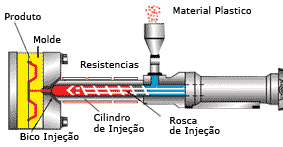 Material Plastico
Produto
Molde
Resistencias
Cilindro
de Injeção
Rosca
de Injeção
Bico Injeção